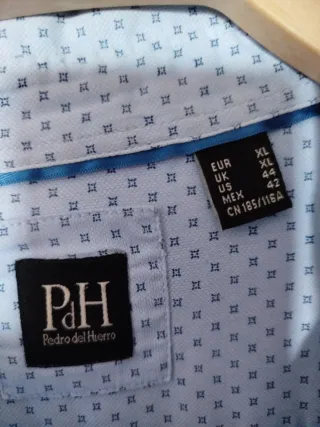 EUR XL
UK XL
US 44
MEX 42
CN 185/116A
PdH
Pedro del Hierro